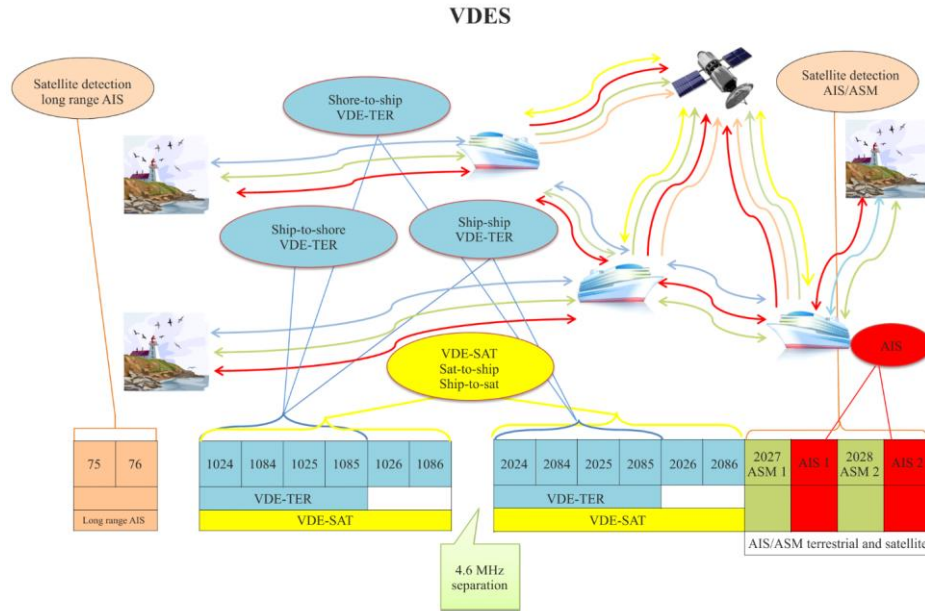 VDES
Satellite detection
long range AIS
Shore-to-ship
VDE-TER
Satellite detection
AIS/ASM
Ship-to-shore
VDE-TER
Ship-ship
VDE-TER
VDE-SAT
Sat-to-ship
Ship-to-sat
AIS
75 76
Long range AIS
1024 1084 1025 1085 1026 1086
VDE-TER
VDE-SAT
2024 2084 2025 2085 2026 2086
VDE-TER
VDE-SAT
2027
ASM 1
AIS 1
2028
ASM 2
AIS 2
AIS/ASM terrestrial and satellite
4.6 MHz
separation